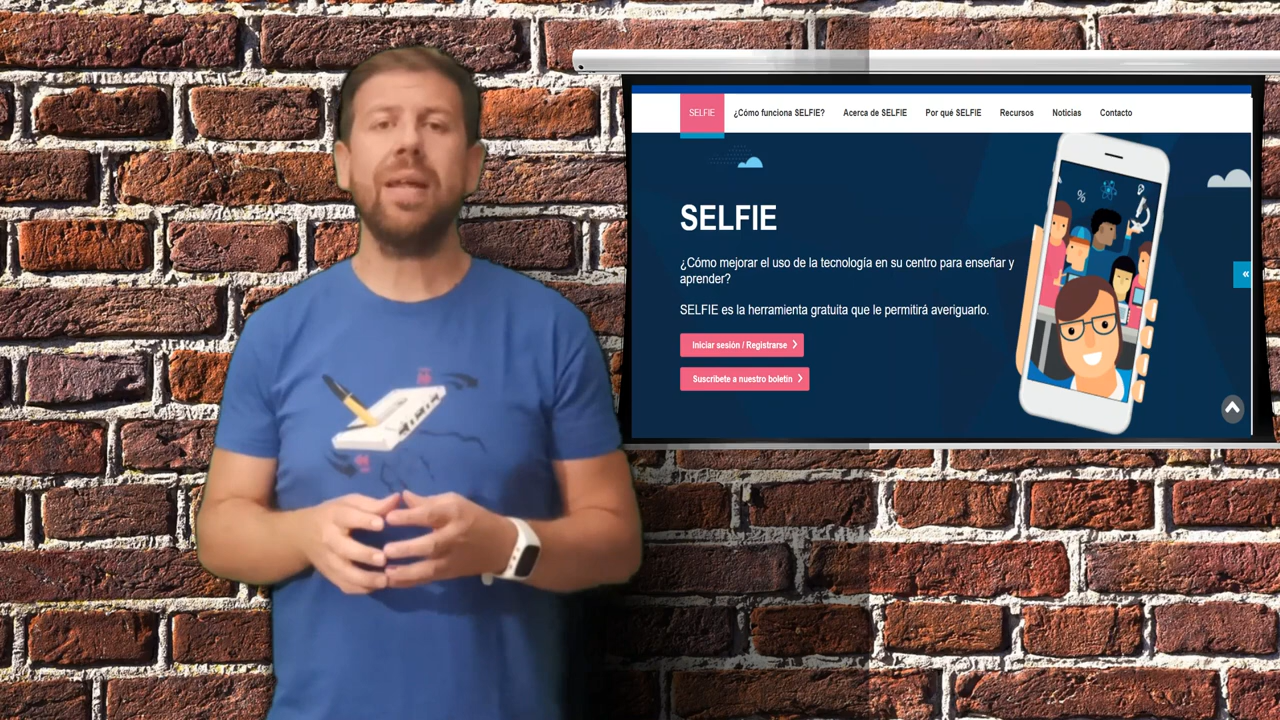 SELFIE
¿Cómo funciona SELFIE?
Acerca de SELFIE
Por qué SELFIE
Recursos
Noticias
Contacto
SELFIE
¿Cómo mejorar el uso de la tecnología en su centro para enseñar y
aprender?
SELFIE es la herramienta gratuita que le permitirá averiguarlo.
Iniciar sesión / Registrarse
Suscríbete a nuestro boletín